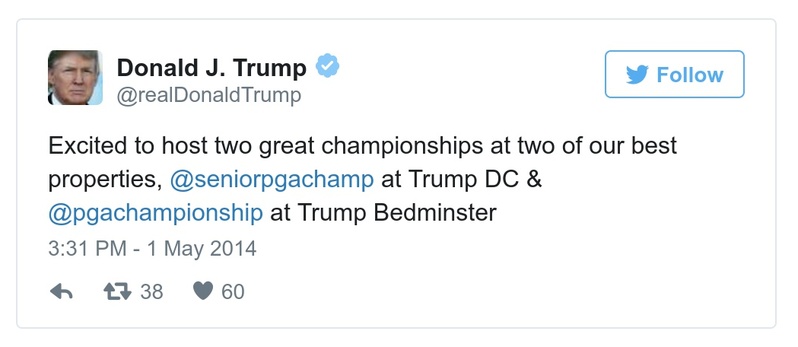 Donald J. Trump
@realDonaldTrump
Follow
Excited to host two great championships at two of our best
properties, @seniorpgachamp at Trump DC &
@pgachampionship at Trump Bedminster
3:31 PM - 1 May 2014
38 60